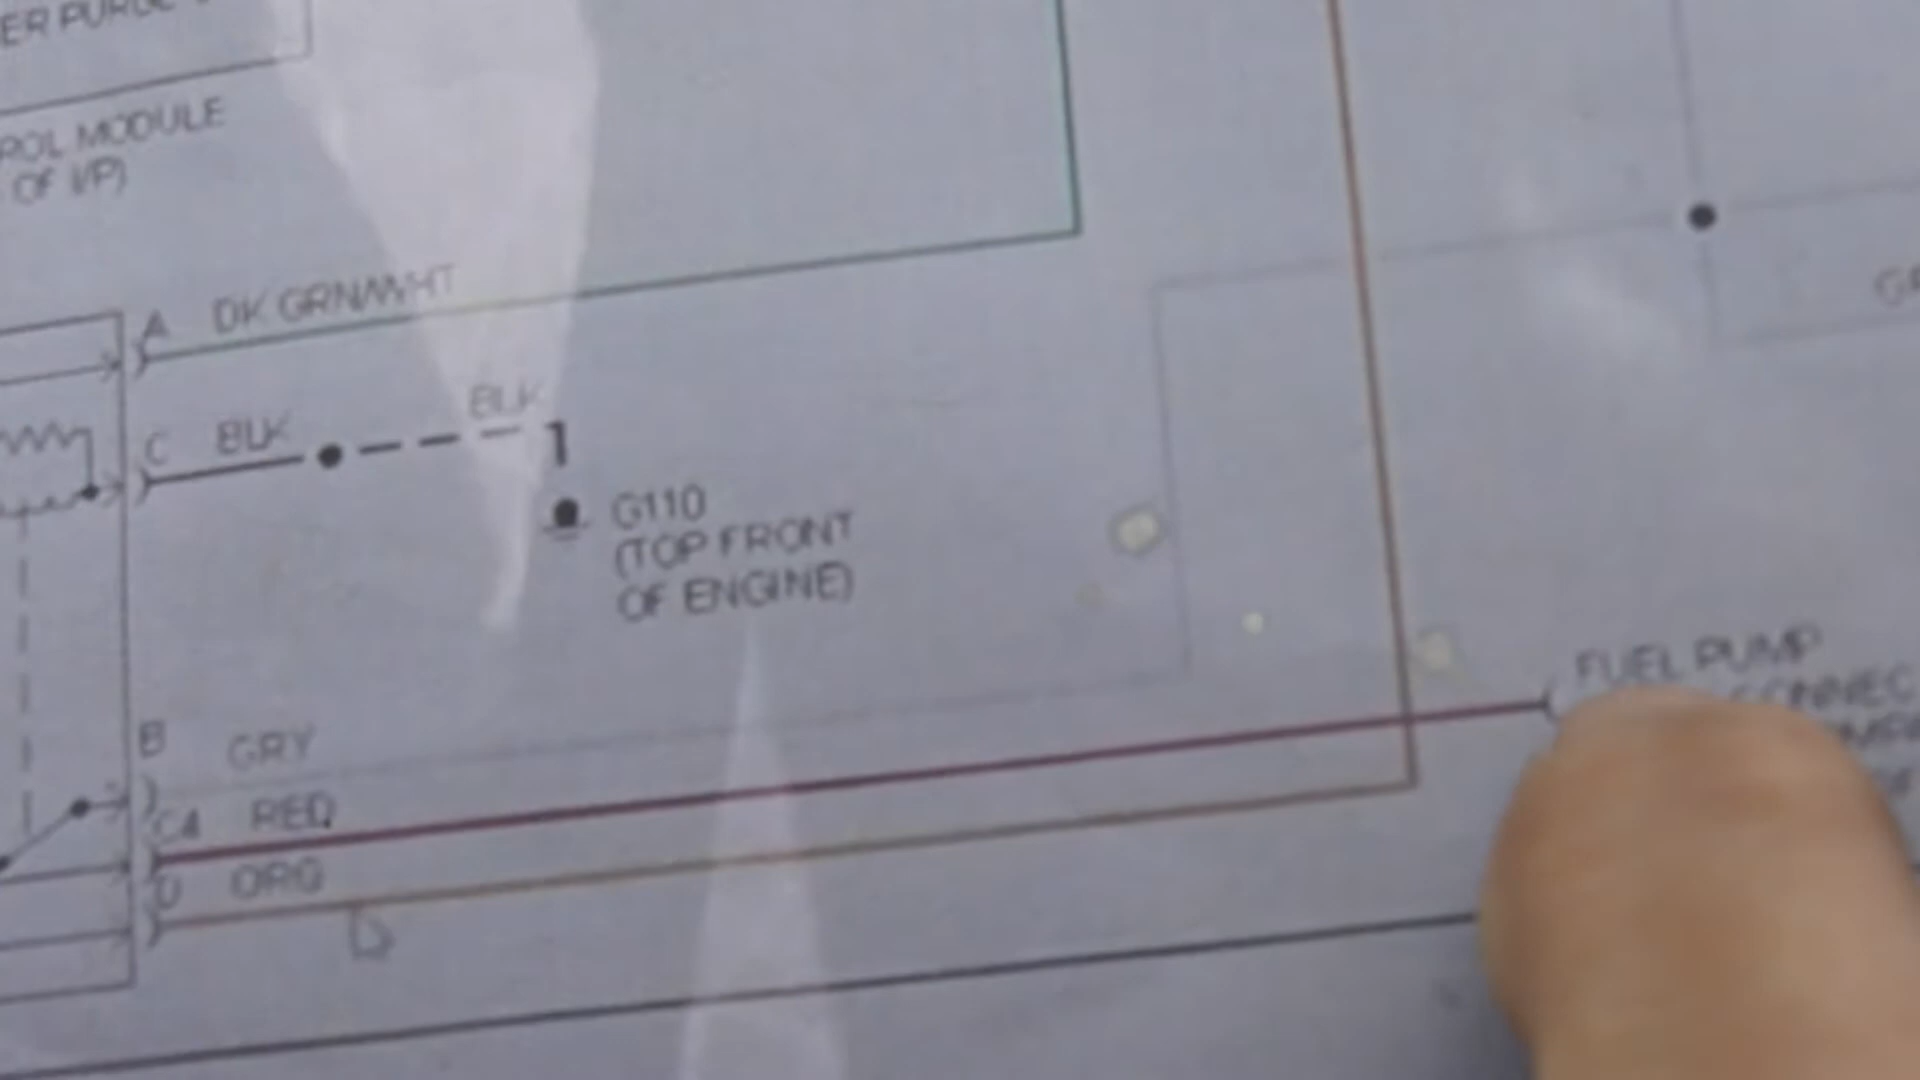 ROL MODULE
OF I/P)
A DK GRN/WHT
C BLK
BLK
1
G110
(TOP FRONT
OF ENGINE)
FUEL PUMP
B GRY
C4 RED
D ORG